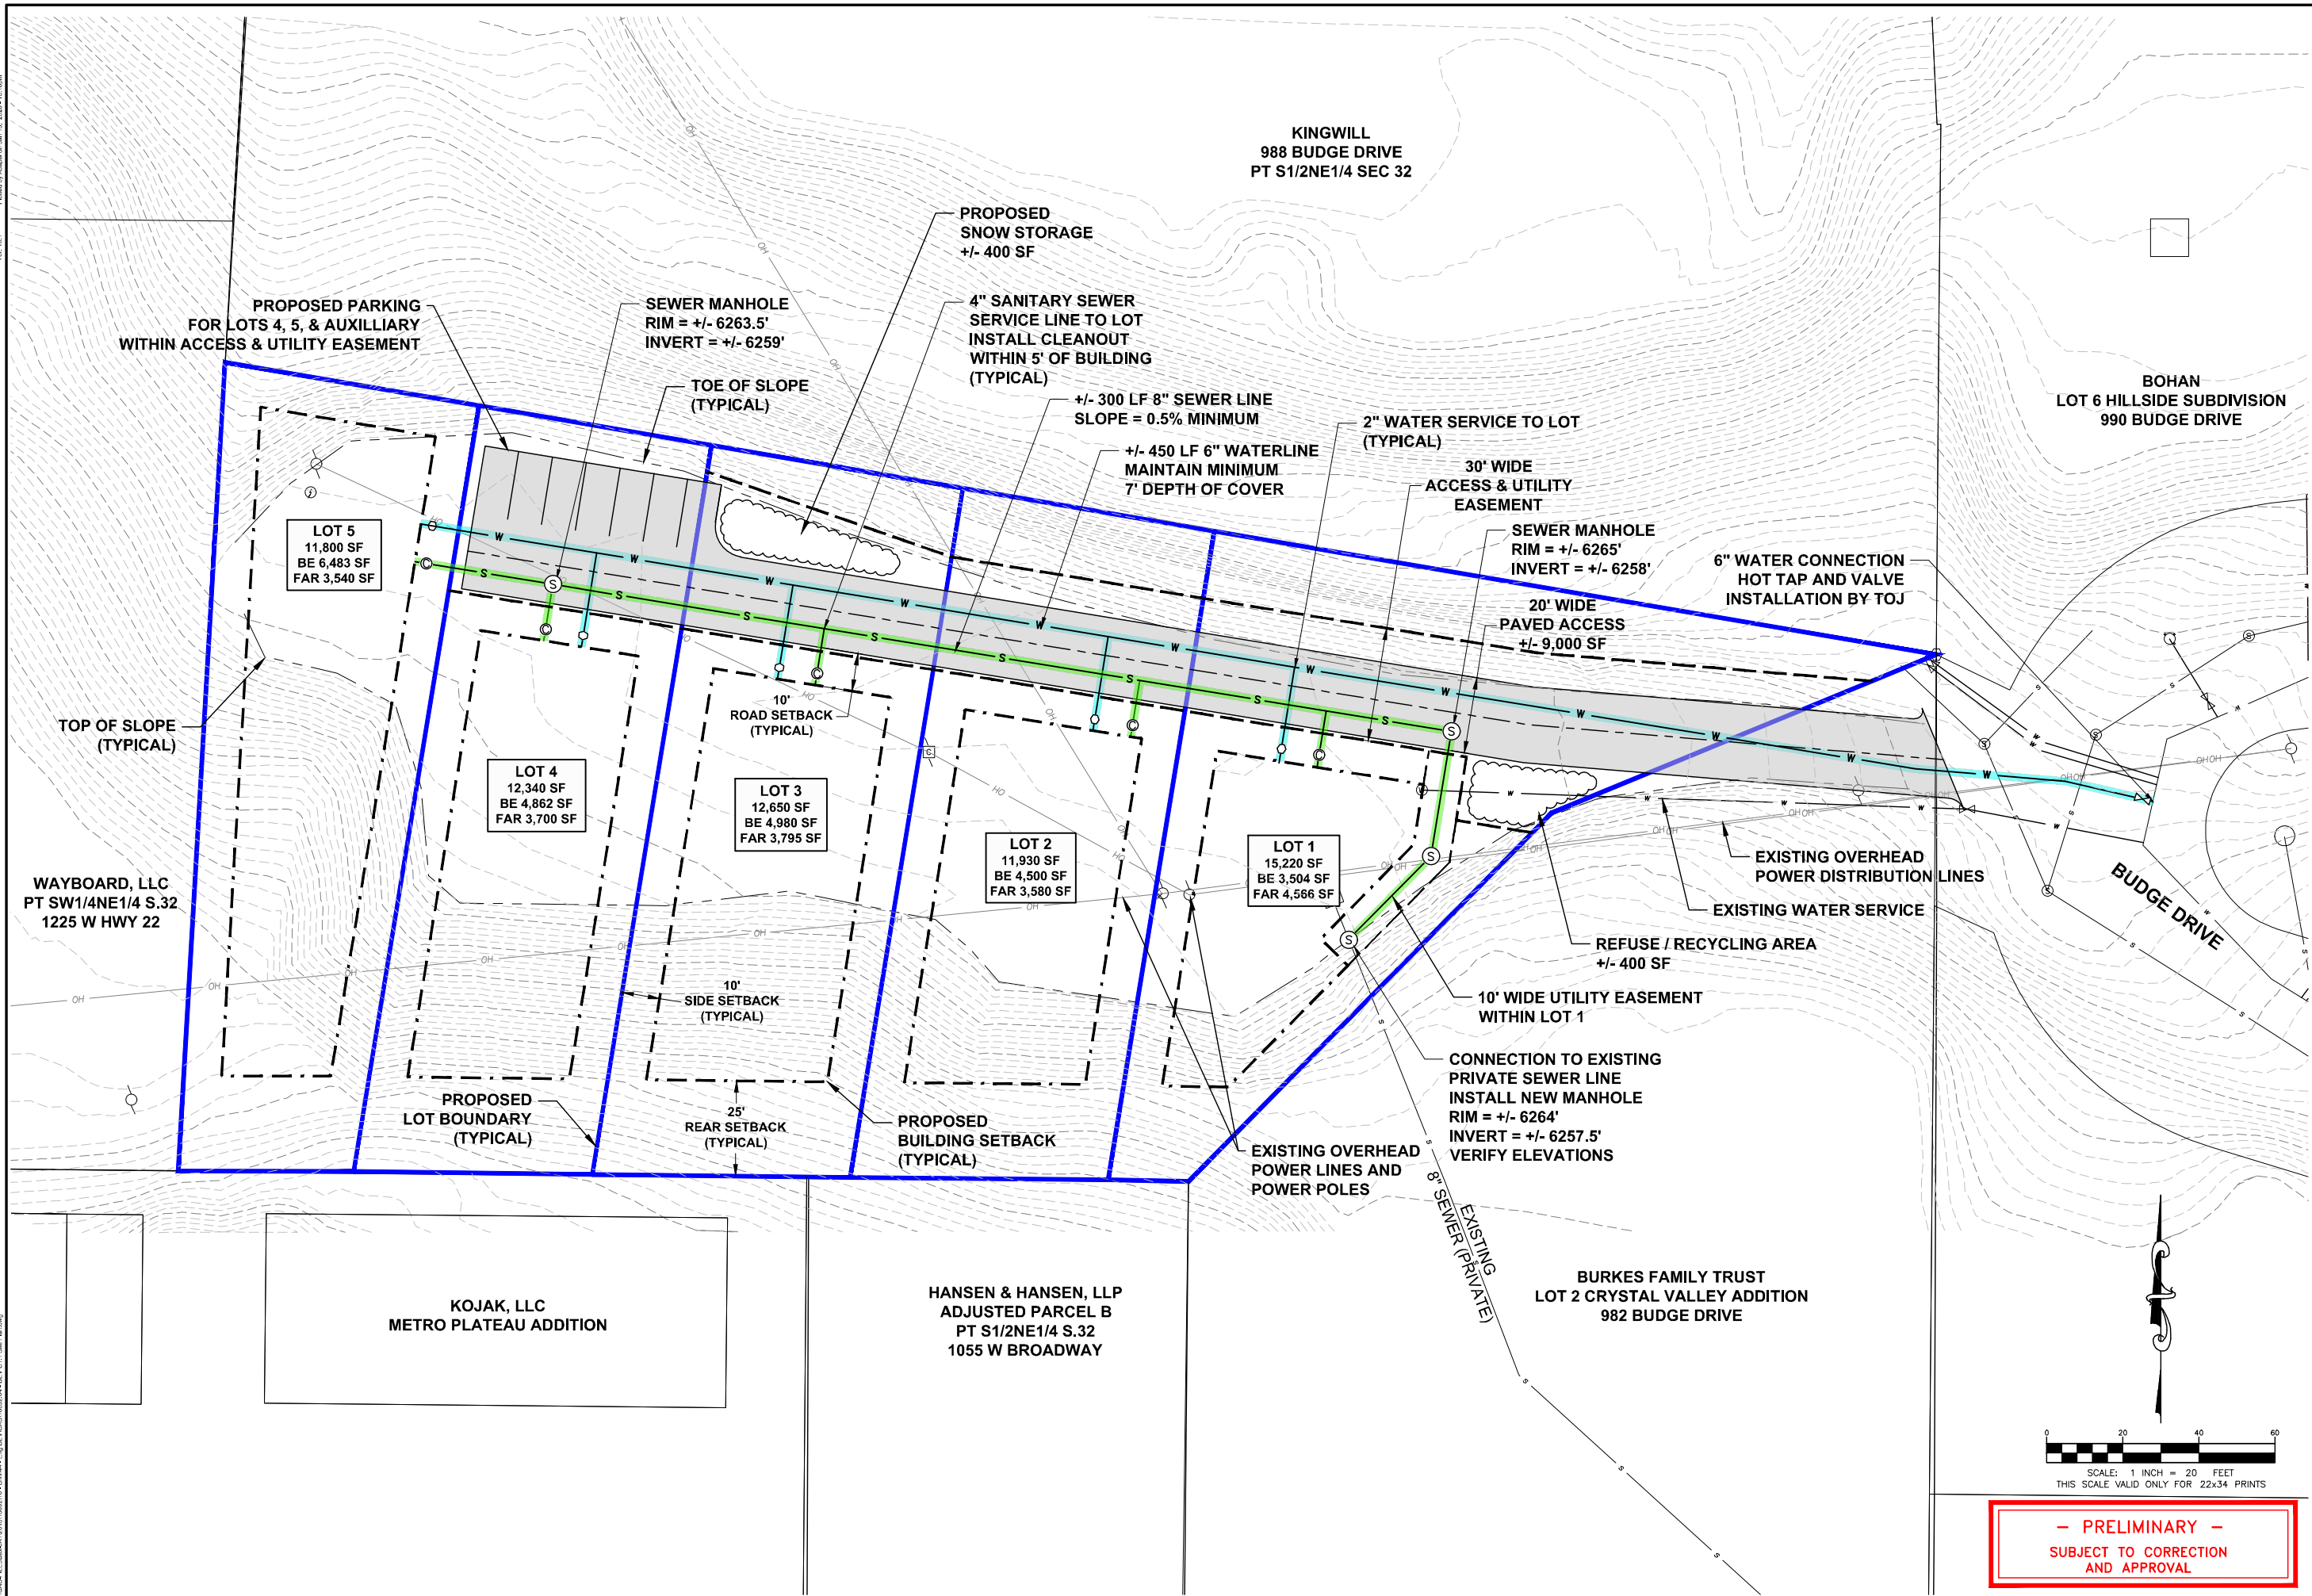 KINGWILL
988 BUDGE DRIVE
PT S1/2NE1/4 SEC 32
PROPOSED
SNOW STORAGE
+/- 400 SF
PROPOSED PARKING
FOR LOTS 4, 5, & AUXILLIARY
WITHIN ACCESS & UTILITY EASEMENT
SEWER MANHOLE
RIM = +/- 6263.5'
INVERT = +/- 6259'
4" SANITARY SEWER
SERVICE LINE TO LOT
INSTALL CLEANOUT
WITHIN 5' OF BUILDING
(TYPICAL)
TOE OF SLOPE
(TYPICAL)
+/- 300 LF 8" SEWER LINE
SLOPE = 0.5% MINIMUM
+/- 450 LF 6" WATERLINE
MAINTAIN MINIMUM
7' DEPTH OF COVER
2" WATER SERVICE TO LOT
(TYPICAL)
30' WIDE
ACCESS & UTILITY
EASEMENT
SEWER MANHOLE
RIM = +/- 6265'
INVERT = +/- 6258'
20' WIDE
PAVED ACCESS
+/- 9,000 SF
6" WATER CONNECTION
HOT TAP AND VALVE
INSTALLATION BY TOJ
BOHAN
LOT 6 HILLSIDE SUBDIVISION
990 BUDGE DRIVE
LOT 5
11,800 SF
BE 6,483 SF
FAR 3,540 SF
TOP OF SLOPE
(TYPICAL)
10'
ROAD SETBACK
(TYPICAL)
LOT 4
12,340 SF
BE 4,862 SF
FAR 3,700 SF
LOT 3
12,650 SF
BE 4,980 SF
FAR 3,795 SF
LOT 2
11,930 SF
BE 4,500 SF
FAR 3,580 SF
LOT 1
15,220 SF
BE 3,504 SF
FAR 4,566 SF
WAYBOARD, LLC
PT SW1/4NE1/4 S.32
1225 W HWY 22
EXISTING OVERHEAD
POWER DISTRIBUTION LINES
EXISTING WATER SERVICE
BUDGE DRIVE
REFUSE / RECYCLING AREA
+/- 400 SF
10' WIDE UTILITY EASEMENT
WITHIN LOT 1
10'
SIDE SETBACK
(TYPICAL)
CONNECTION TO EXISTING
PRIVATE SEWER LINE
INSTALL NEW MANHOLE
RIM = +/- 6264'
INVERT = +/- 6257.5'
VERIFY ELEVATIONS
PROPOSED
LOT BOUNDARY
(TYPICAL)
25'
REAR SETBACK
(TYPICAL)
PROPOSED
BUILDING SETBACK
(TYPICAL)
EXISTING OVERHEAD
POWER LINES AND
POWER POLES
EXISTING
8" SEWER (PRIVATE)
KOJAK, LLC
METRO PLATEAU ADDITION
HANSEN & HANSEN, LLP
ADJUSTED PARCEL B
PT S1/2NE1/4 S.32
1055 W BROADWAY
BURKES FAMILY TRUST
LOT 2 CRYSTAL VALLEY ADDITION
982 BUDGE DRIVE
0 20 40 60
SCALE: 1 INCH = 20 FEET
THIS SCALE VALID ONLY FOR 22x34 PRINTS
- PRELIMINARY -
SUBJECT TO CORRECTION
AND APPROVAL